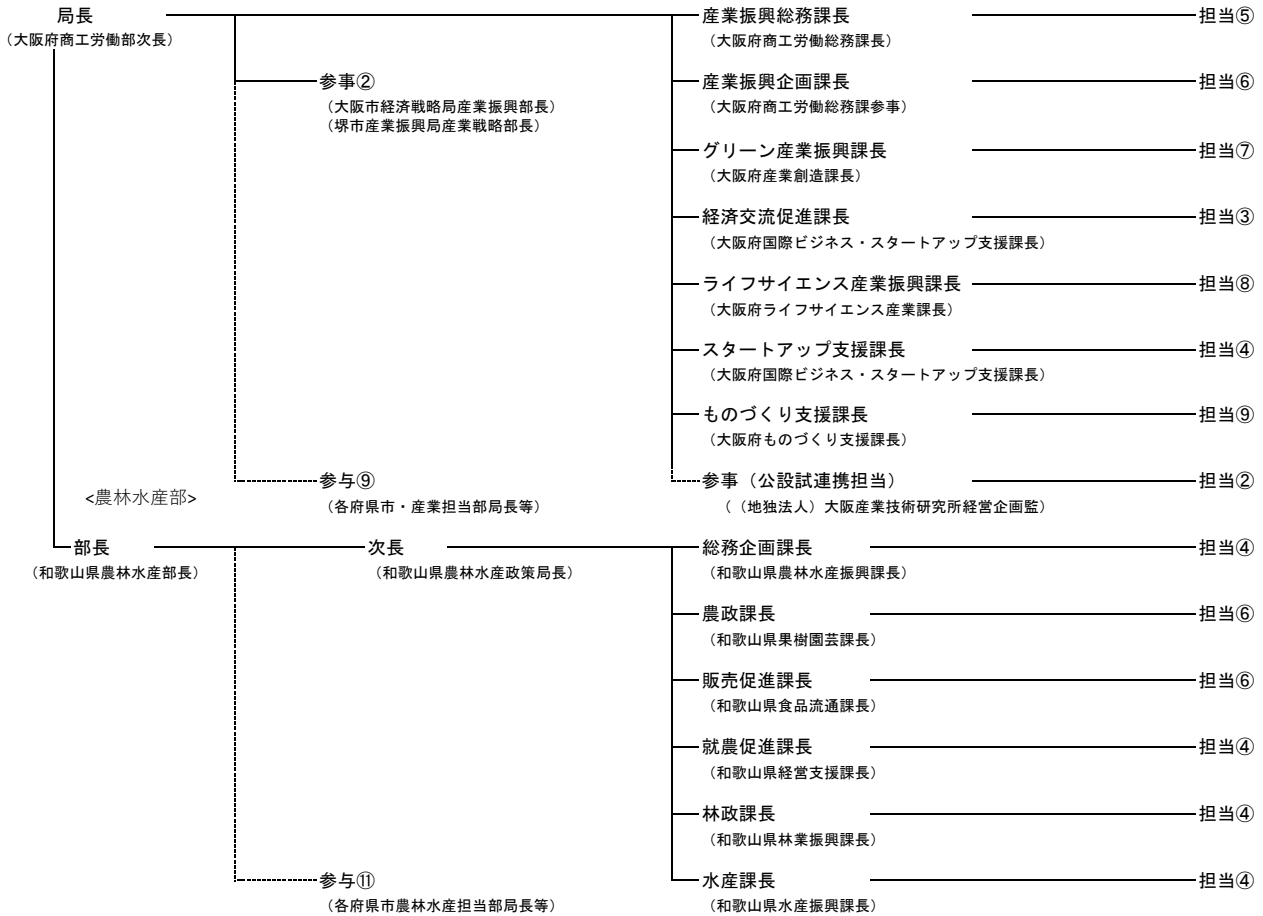 局長
（大阪府商工労働部次長）
産業振興総務課長
担当⑤
（大阪府商工労働総務課長）
参事②
産業振興企画課長
担当⑥
（大阪市経済戦略局産業振興部長）
（大阪府商工労働総務課参事）
（堺市産業振興局産業戦略部長）
グリーン産業振興課長
担当⑦
（大阪府産業創造課長）
経済交流促進課長
担当③
（大阪府国際ビジネス・スタートアップ支援課長）
ライフサイエンス産業振興課長
担当⑧
（大阪府ライフサイエンス産業課長）
スタートアップ支援課長
担当④
（大阪府国際ビジネス・スタートアップ支援課長）
ものづくり支援課長
担当⑨
（大阪府ものづくり支援課長）
参与⑨
参事（公設試連携担当）
担当②
（各府県市・産業担当部局長等）
（（地独法人）大阪産業技術研究所経営企画監）
<農林水産部>
部長
次長
総務企画課長
担当④
（和歌山県農林水産部長）
（和歌山県農林水産政策局長）
（和歌山県農林水産振興課長）
農政課長
担当⑥
（和歌山県果樹園芸課長）
販売促進課長
担当⑥
（和歌山県食品流通課長）
就農促進課長
担当④
（和歌山県経営支援課長）
林政課長
担当④
（和歌山県林業振興課長）
参与⑪
水産課長
担当④
（各府県市農林水産担当部局長等）
（和歌山県水産振興課長）